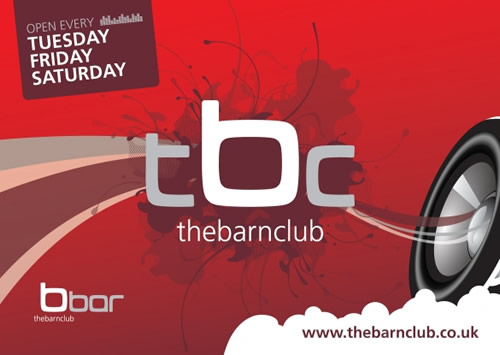 OPEN EVERY
TUESDAY
FRIDAY
SATURDAY
tbc
thebarnclub
bbar
thebarnclub
www.thebarnclub.co.uk